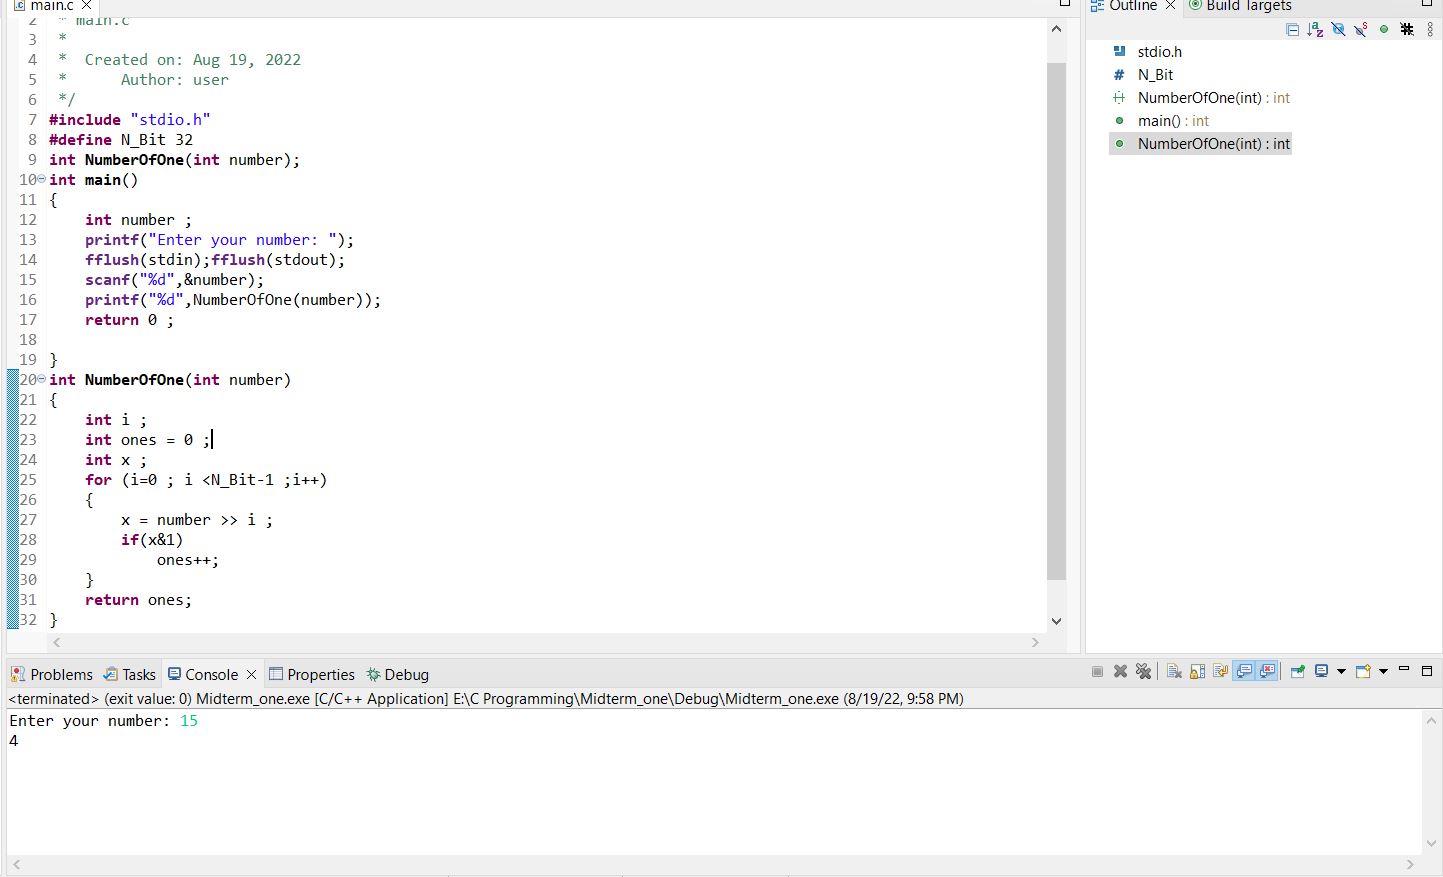 main.c
Outline
Build Targets
2 * main.c
3 *
4 * Created on: Aug 19, 2022
5 * Author: user
6 */
7 #include "stdio.h"
8 #define N_Bit 32
9 int NumberOfOne(int number);
10 int main()
11 {
12 int number ;
13 printf("Enter your number: ");
14 fflush(stdin);fflush(stdout);
15 scanf("%d",&number);
16 printf("%d",NumberOfOne(number));
17 return 0 ;
18
19 }
20 int NumberOfOne(int number)
21 {
22 int i ;
23 int ones = 0 ;
24 int x ;
25 for (i=0 ; i <N_Bit-1 ;i++)
26 {
27 x = number >> i ;
28 if(x&1)
29 ones++;
30 }
31 return ones;
32 }
stdio.h
# N_Bit
NumberOfOne(int) : int
main() : int
NumberOfOne(int) : int
Problems Tasks Console Properties Debug
<terminated> (exit value: 0) Midterm_one.exe [C/C++ Application] E:\C Programming\Midterm_one\Debug\Midterm_one.exe (8/19/22, 9:58 PM)
Enter your number: 15
4